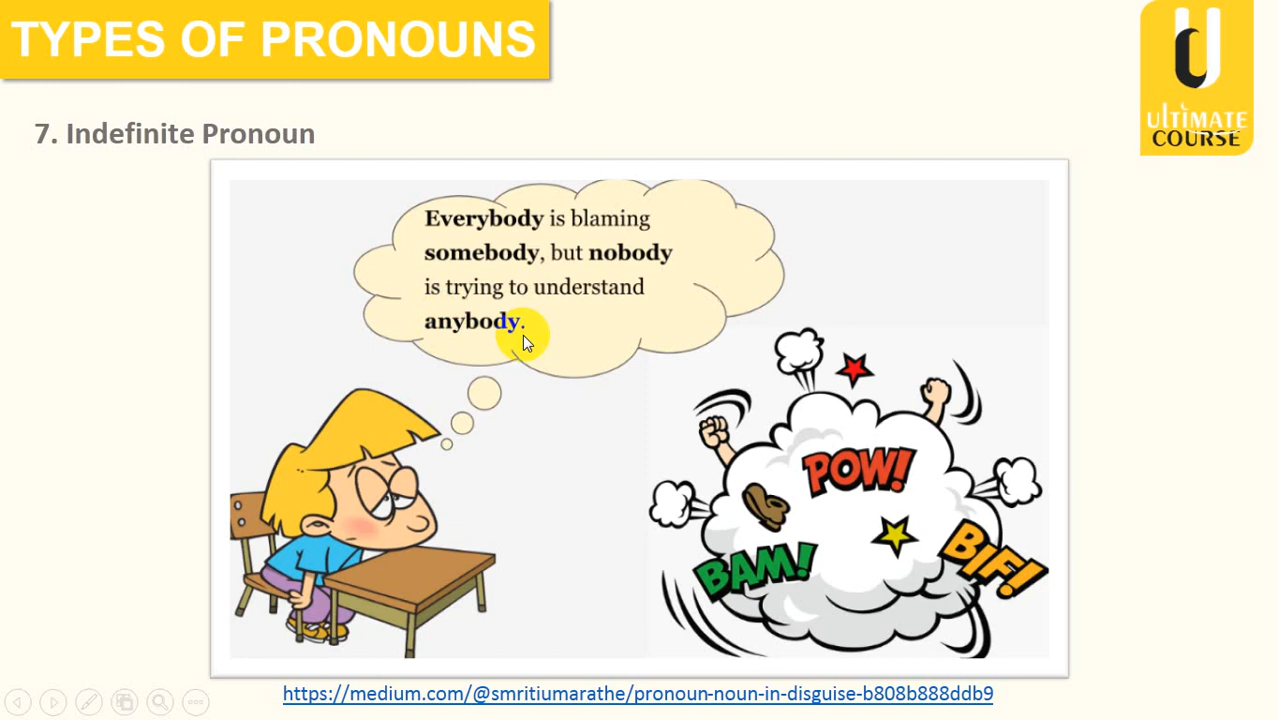 TYPES OF PRONOUNS
ULTIMATE
COURSE
7. Indefinite Pronoun
Everybody is blaming
somebody, but nobody
is trying to understand
anybody.
POW!
BAM!
BIF!
https://medium.com/@smritiumarathe/pronoun-noun-in-disguise-b808b888ddb9